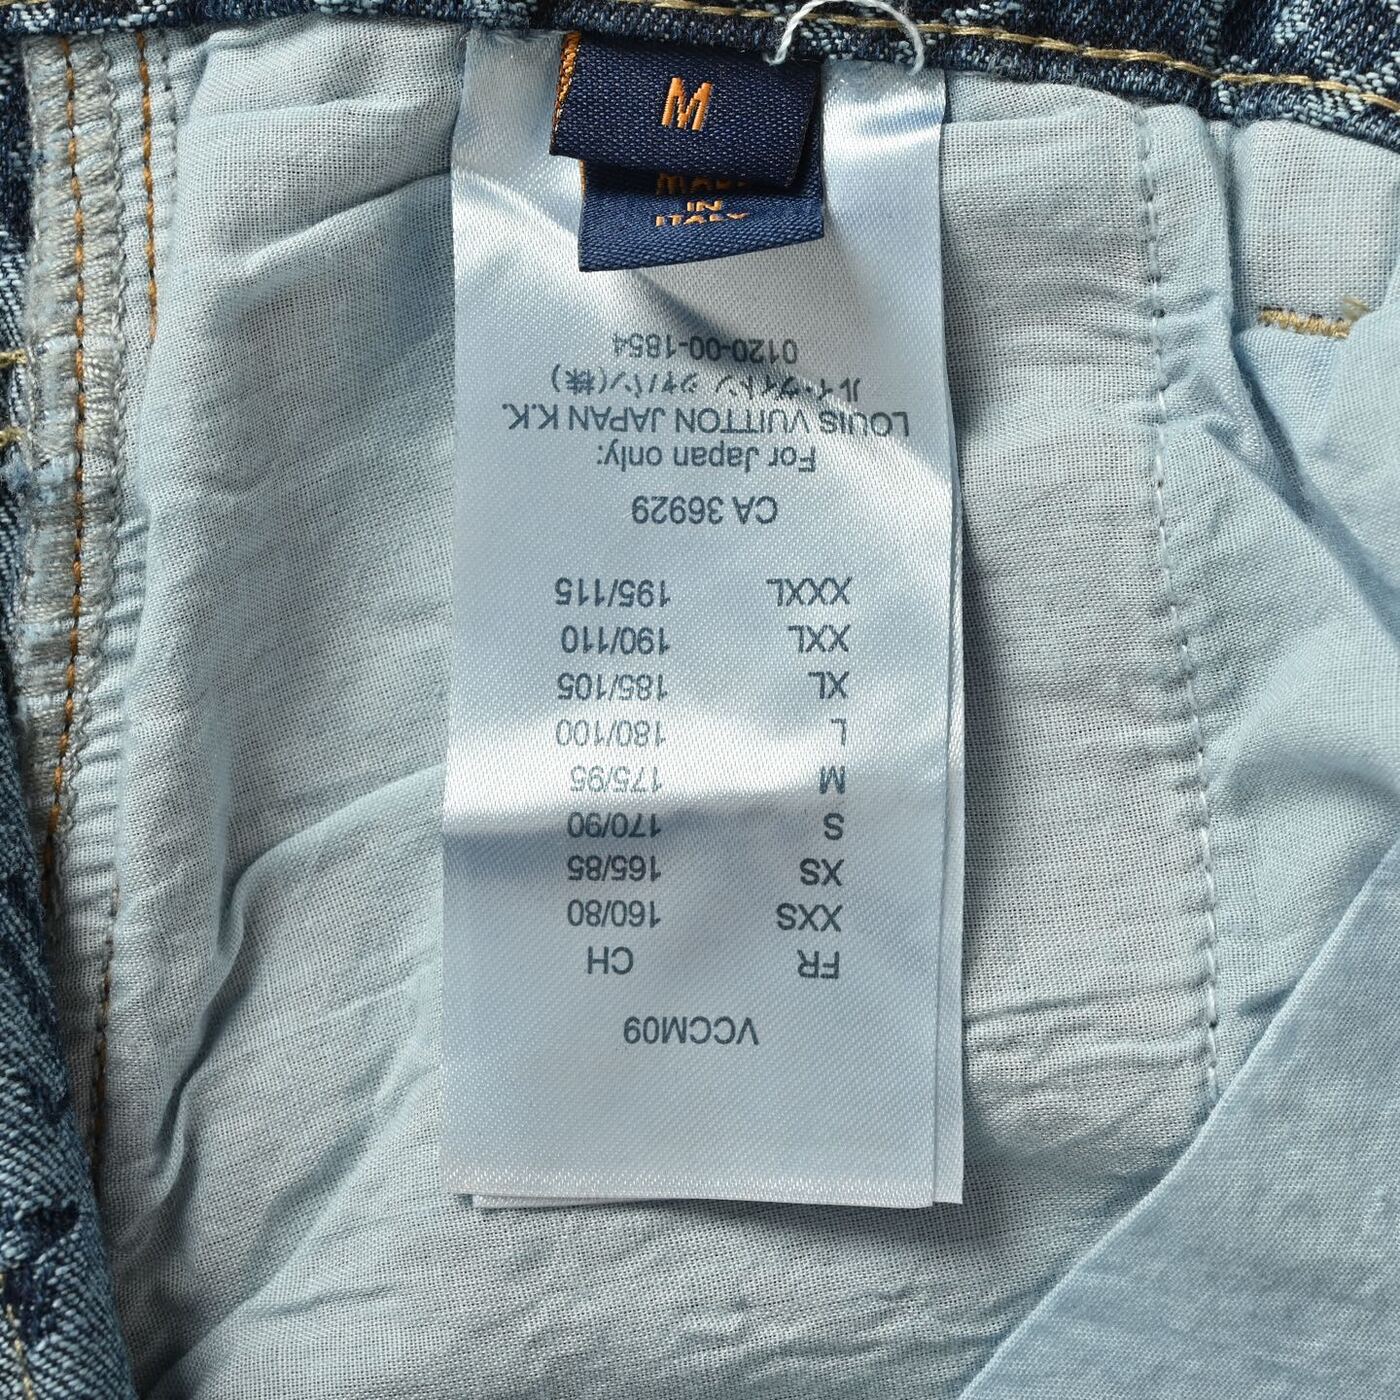 M
MADE
IN
ITALY
VCCM09
FR CH
XXS 160/80
XS 165/85
S 170/90
M 175/95
L 180/100
XL 185/105
XXL 190/110
XXXL 195/115
CA 36929
For Japan only:
LOUIS VUITTON JAPAN K.K.
ルイ・ヴィトン ジャパン(株)
0120-00-1854